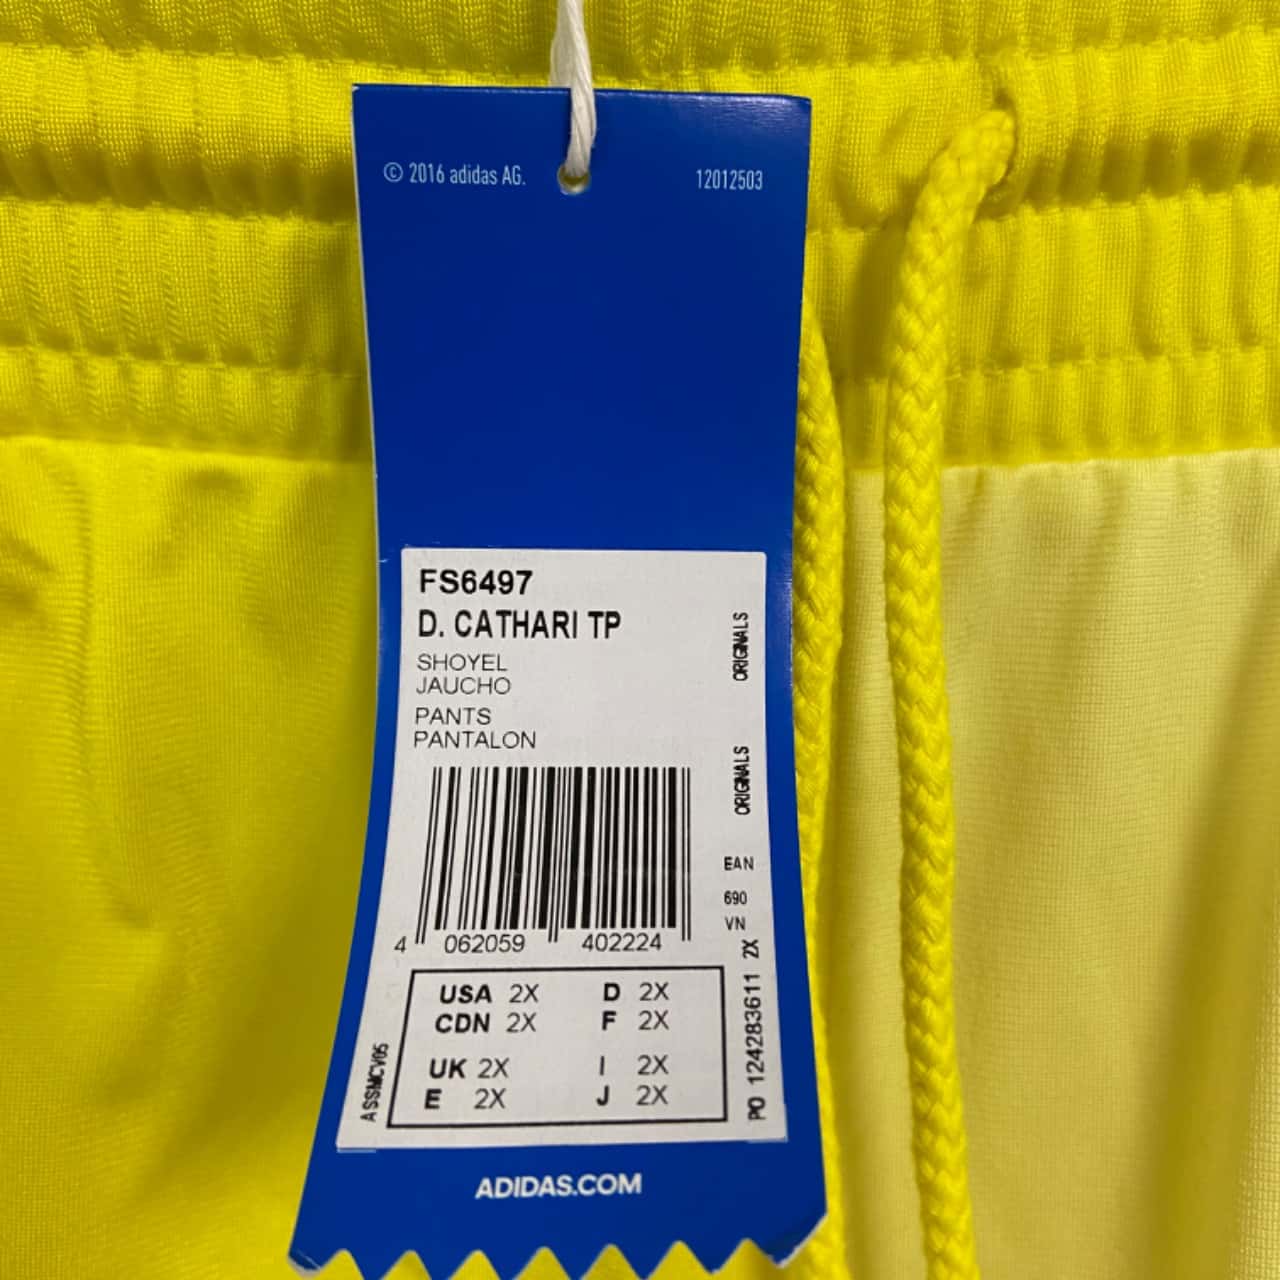 © 2016 adidas AG.
12012503
FS6497
D. CATHARI TP
SHOYEL
JAUCHO
PANTS
PANTALON
ORIGINALS
ORIGINALS
EAN
690
VN
4 062059 402224
USA 2X D 2X
CDN 2X F 2X
UK 2X I 2X
E 2X J 2X
ASSMCV05
PO 124283611 2X
ADIDAS.COM